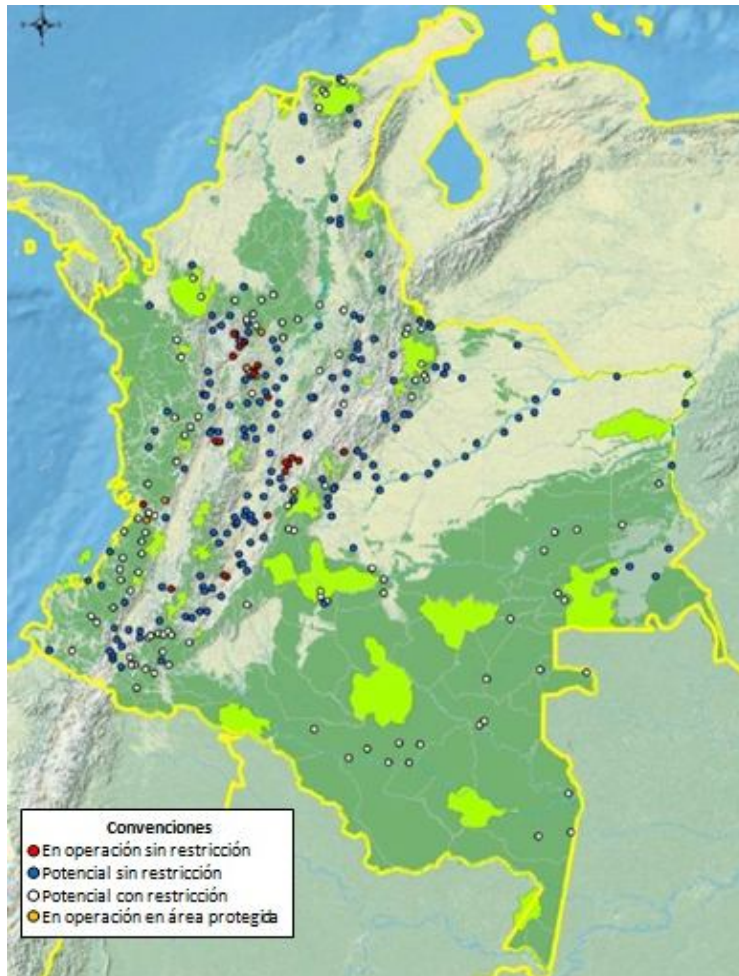 Convenciones
En operación sin restricción
Potencial sin restricción
Potencial con restricción
En operación en área protegida